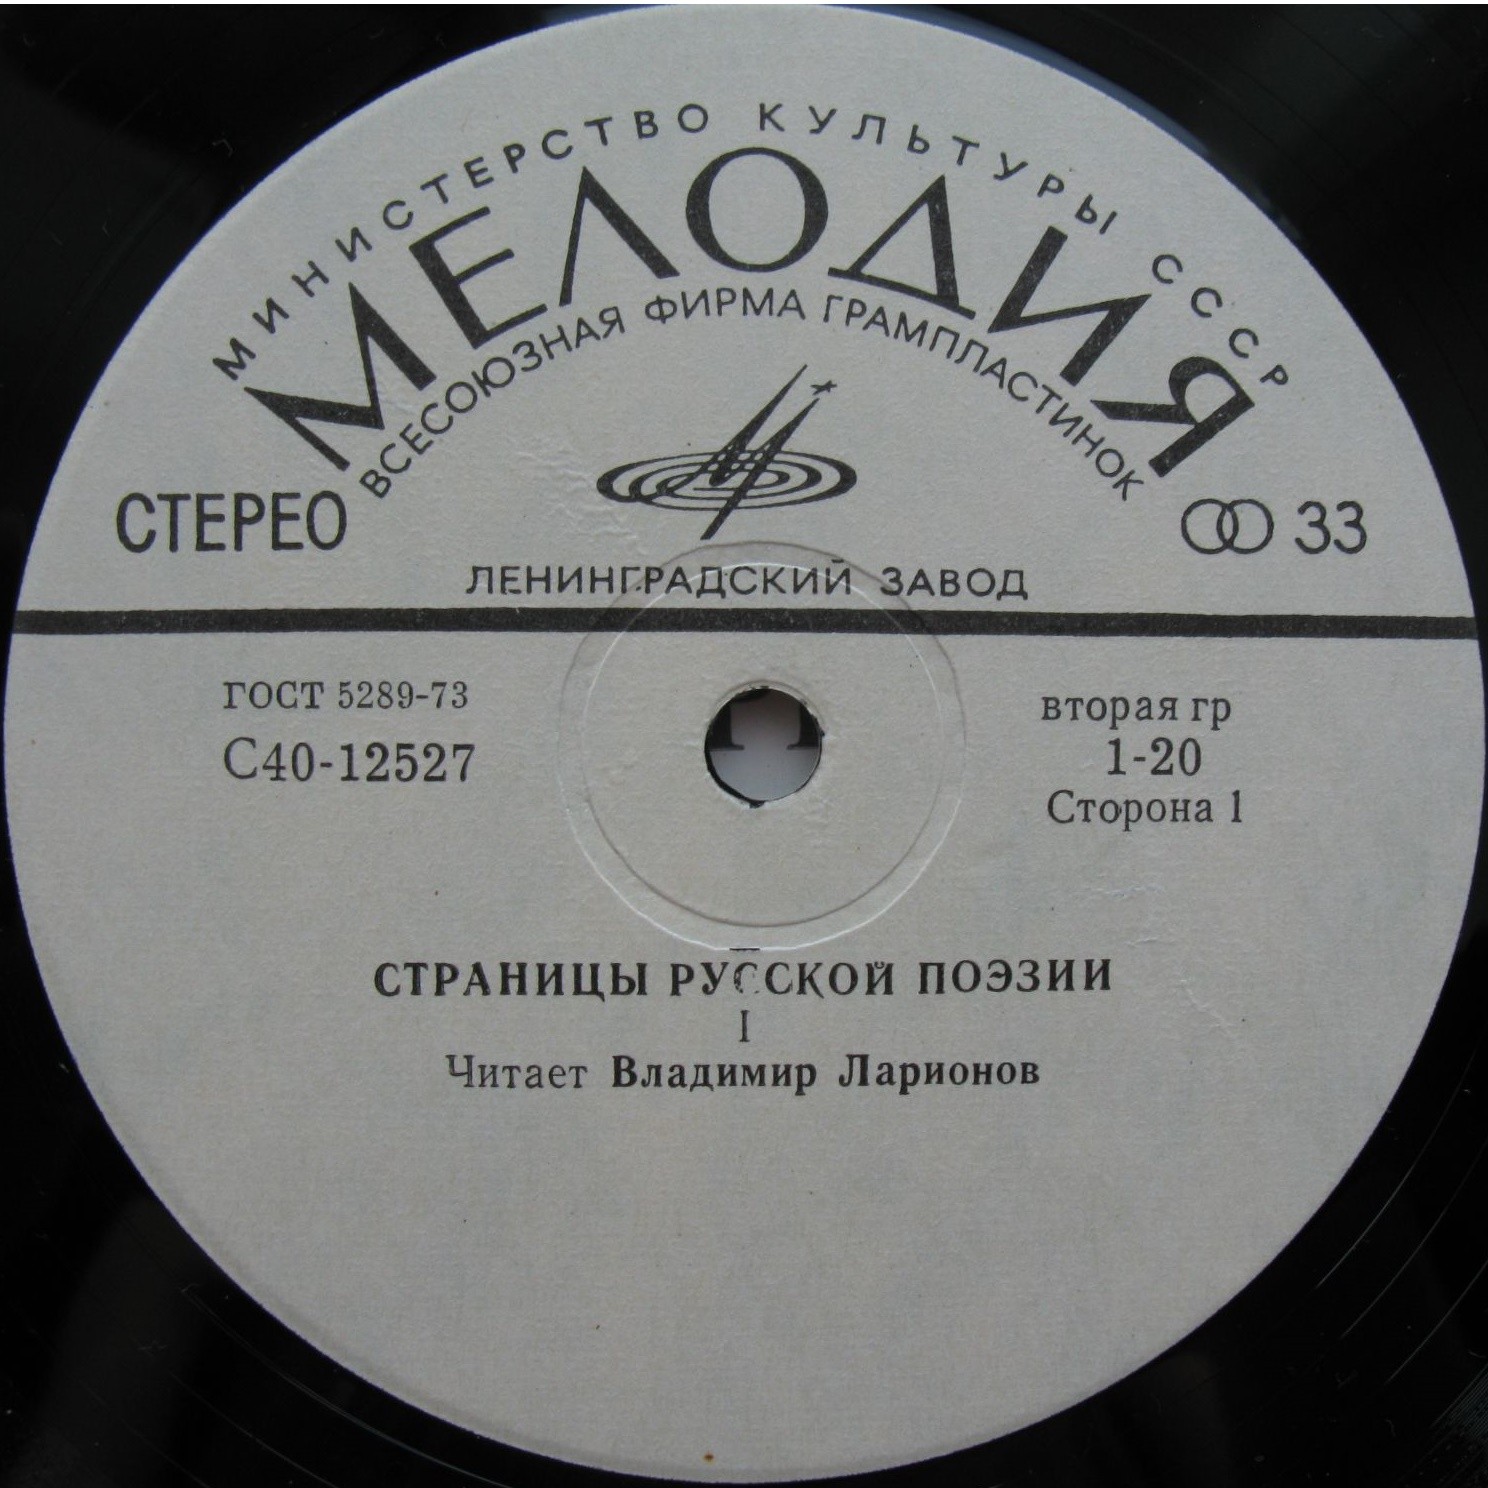 МИНИСТЕРСТВО КУЛЬТУРЫ СССР
МЕЛОДИЯ
ВСЕСОЮЗНАЯ ФИРМА ГРАМПЛАСТИНОК
СТЕРЕО
33
ЛЕНИНГРАДСКИЙ ЗАВОД
ГОСТ 5289-73
С40-12527
вторая гр
1-20
Сторона 1
СТРАНИЦЫ РУССКОЙ ПОЭЗИИ
I
Читает Владимир Ларионов